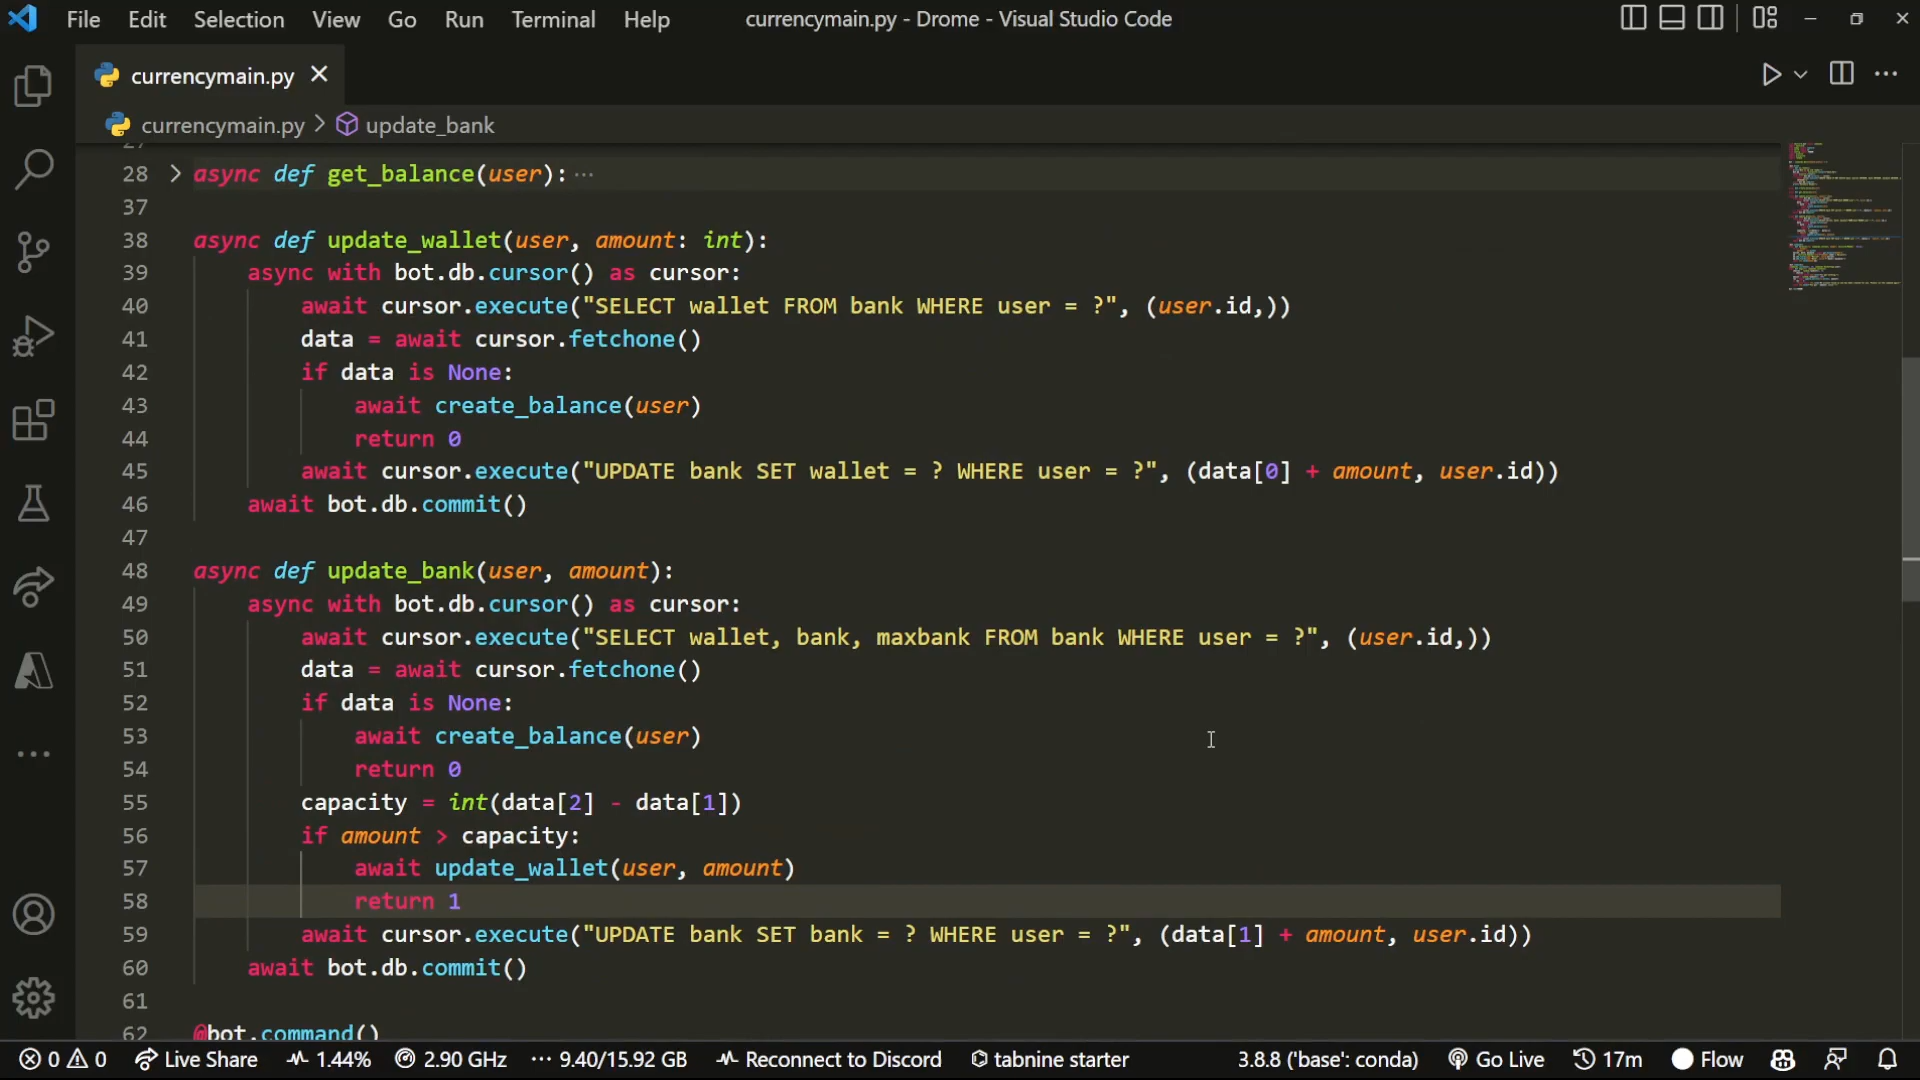 File Edit Selection View Go Run Terminal Help currencymain.py - Drome - Visual Studio Code
currencymain.py
currencymain.py > update_bank
28 async def get_balance(user): ...
37
38 async def update_wallet(user, amount: int):
39 async with bot.db.cursor() as cursor:
40 await cursor.execute("SELECT wallet FROM bank WHERE user = ?", (user.id,))
41 data = await cursor.fetchone()
42 if data is None:
43 await create_balance(user)
44 return 0
45 await cursor.execute("UPDATE bank SET wallet = ? WHERE user = ?", (data[0] + amount, user.id))
46 await bot.db.commit()
47
48 async def update_bank(user, amount):
49 async with bot.db.cursor() as cursor:
50 await cursor.execute("SELECT wallet, bank, maxbank FROM bank WHERE user = ?", (user.id,))
51 data = await cursor.fetchone()
52 if data is None:
53 await create_balance(user)
54 return 0
55 capacity = int(data[2] - data[1])
56 if amount > capacity:
57 await update_wallet(user, amount)
58 return 1
59 await cursor.execute("UPDATE bank SET bank = ? WHERE user = ?", (data[1] + amount, user.id))
60 await bot.db.commit()
61
62 @bot.command()
0 0 Live Share 1.44% 2.90 GHz ... 9.40/15.92 GB Reconnect to Discord tabnine starter 3.8.8 ('base': conda) Go Live 17m Flow